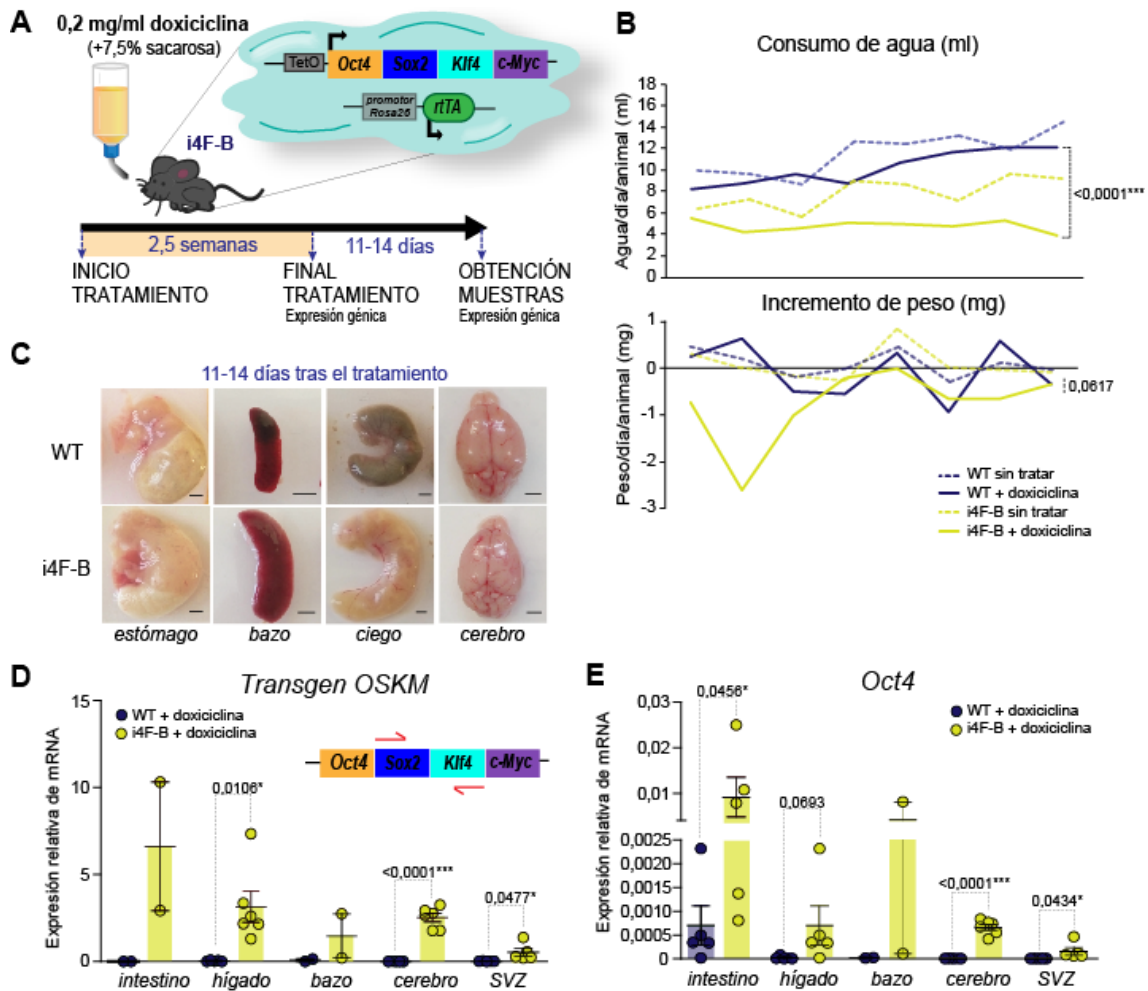 A
0,2 mg/ml doxiciclina
(+7,5% sacarosa)
TetO Oct4 Sox2 Klf4 c-Myc
promotor
Rosa26
rtTA
i4F-B
2,5 semanas
11-14 días
INICIO
TRATAMIENTO
FINAL
TRATAMIENTO
Expresión génica
OBTENCIÓN
MUESTRAS
Expresión génica
B
Consumo de agua (ml)
Agua/día/animal (ml)
18
16
14
12
10
8
6
4
2
0
<0,0001***
Incremento de peso (mg)
Peso/día/animal (mg)
1
0
-1
-2
-3
0,0617
WT sin tratar
WT + doxiciclina
i4F-B sin tratar
i4F-B + doxiciclina
C
11-14 días tras el tratamiento
WT
i4F-B
estómago bazo ciego cerebro
D
Transgen OSKM
WT + doxiciclina
i4F-B + doxiciclina
Oct4 Sox2 Klf4 c-Myc
Expresión relativa de mRNA
15
10
5
0
0,0106*
<0,0001***
0,0477*
intestino hígado bazo cerebro SVZ
E
Oct4
WT + doxiciclina
i4F-B + doxiciclina
Expresión relativa de mRNA
0,03
0,02
0,01
0,0025
0,0020
0,0015
0,0010
0,0005
0
0,0456*
0,0693
<0,0001***
0,0434*
intestino hígado bazo cerebro SVZ